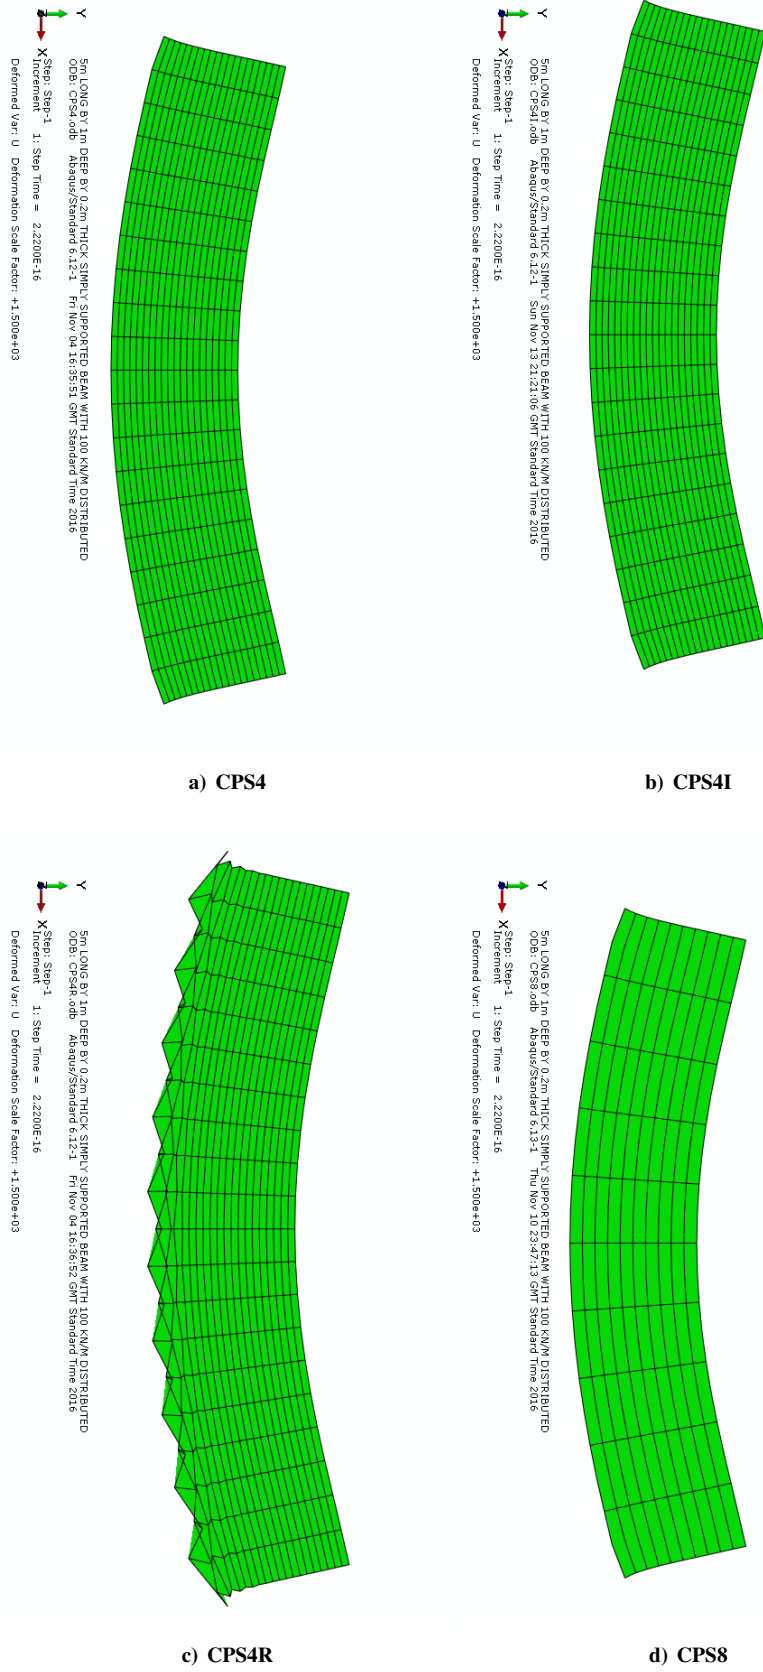 Y
X
5m LONG BY 1m DEEP BY 0.2m THICK SIMPLY SUPPORTED BEAM WITH 100 KN/M DISTRIBUTED
ODB: CPS4.odb Abaqus/Standard 6.12-1 Fri Nov 04 16:35:51 GMT Standard Time 2016
Step: Step-1
Increment 1: Step Time = 2.2200E-16
Deformed Var: U Deformation Scale Factor: +1.500e+03
a) CPS4
Y
X
5m LONG BY 1m DEEP BY 0.2m THICK SIMPLY SUPPORTED BEAM WITH 100 KN/M DISTRIBUTED
ODB: CPS4I.odb Abaqus/Standard 6.12-1 Sun Nov 13 21:21:06 GMT Standard Time 2016
Step: Step-1
Increment 1: Step Time = 2.2200E-16
Deformed Var: U Deformation Scale Factor: +1.500e+03
b) CPS4I
Y
X
5m LONG BY 1m DEEP BY 0.2m THICK SIMPLY SUPPORTED BEAM WITH 100 KN/M DISTRIBUTED
ODB: CPS4R.odb Abaqus/Standard 6.12-1 Fri Nov 04 16:36:52 GMT Standard Time 2016
Step: Step-1
Increment 1: Step Time = 2.2200E-16
Deformed Var: U Deformation Scale Factor: +1.500e+03
c) CPS4R
Y
X
5m LONG BY 1m DEEP BY 0.2m THICK SIMPLY SUPPORTED BEAM WITH 100 KN/M DISTRIBUTED
ODB: CPS8.odb Abaqus/Standard 6.13-1 Thu Nov 10 23:47:13 GMT Standard Time 2016
Step: Step-1
Increment 1: Step Time = 2.2200E-16
Deformed Var: U Deformation Scale Factor: +1.500e+03
d) CPS8